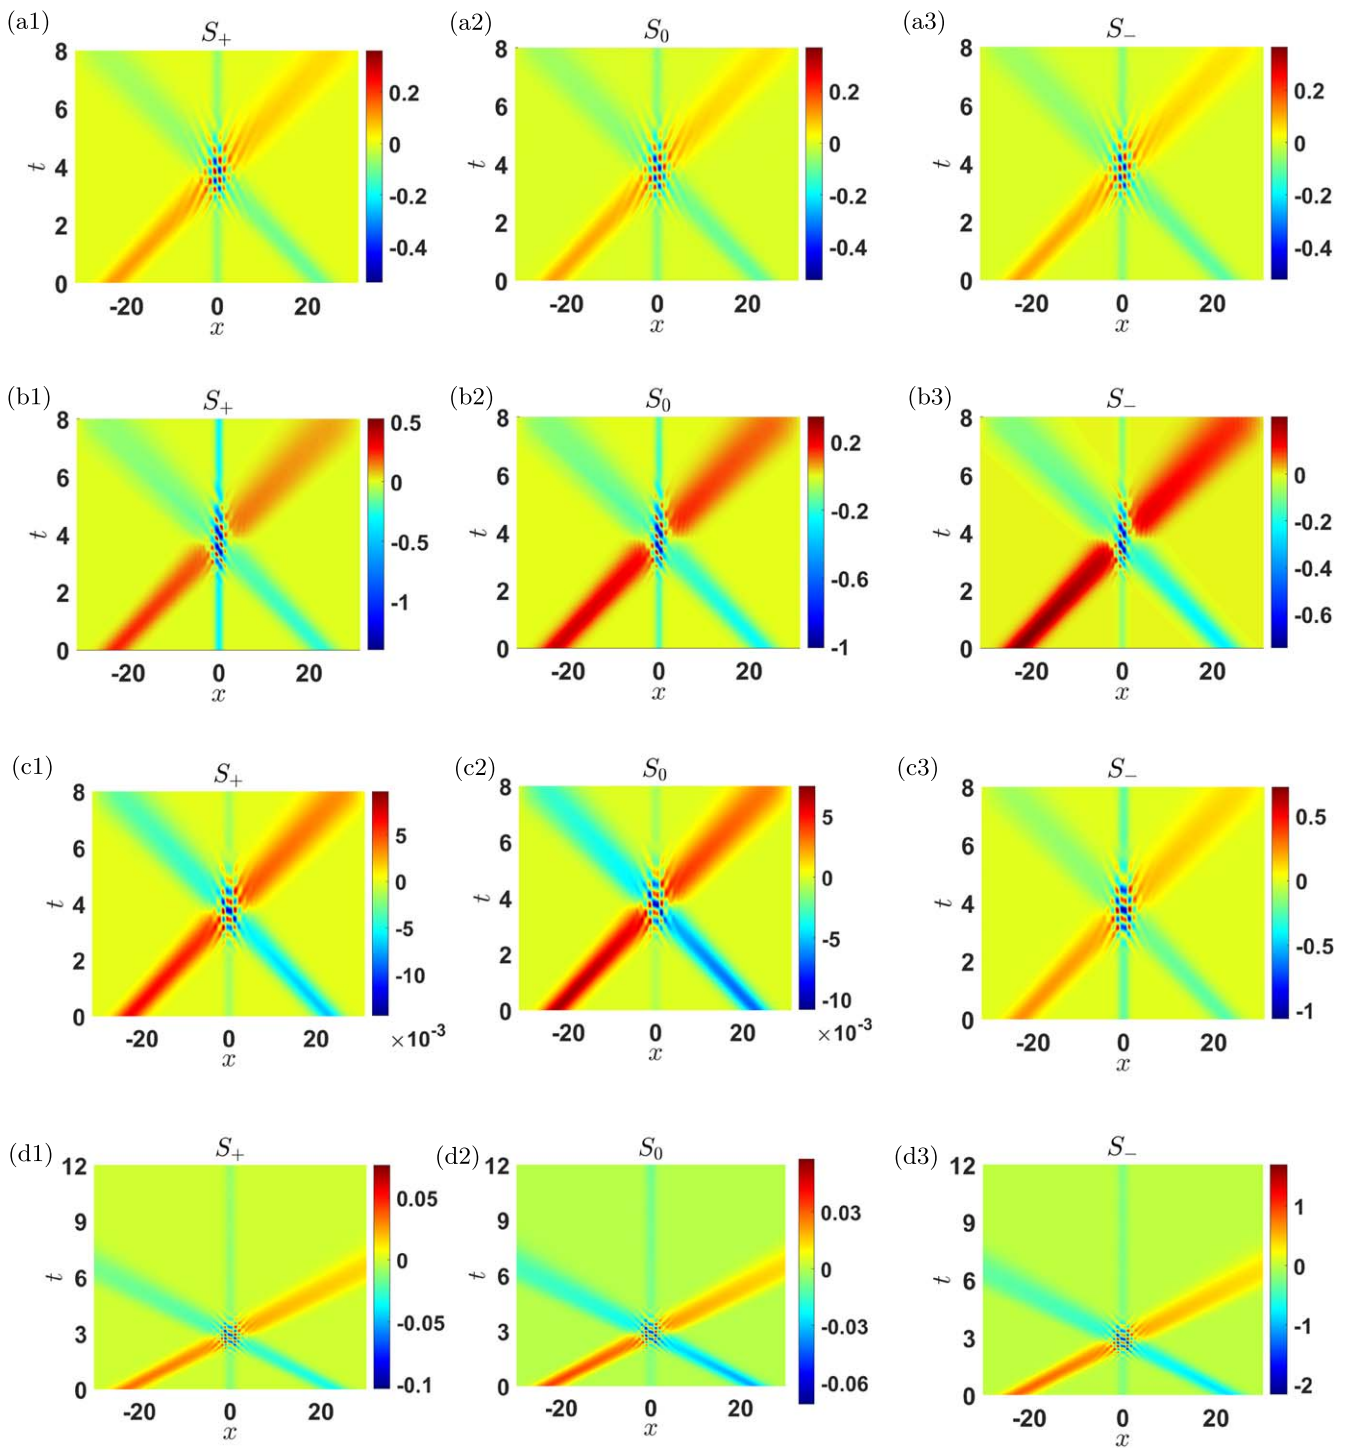 (a1) S₊ (a2) S₀ (a3) S₋
8 6 4 2 0 t -20 0 20 x 0.2 0 -0.2 -0.4
8 6 4 2 0 t -20 0 20 x 0.2 0 -0.2 -0.4
8 6 4 2 0 t -20 0 20 x 0.2 0 -0.2 -0.4
(b1) S₊ (b2) S₀ (b3) S₋
8 6 4 2 0 t -20 0 20 x 0.5 0 -0.5 -1
8 6 4 2 0 t -20 0 20 x 0.2 -0.2 -0.6 -1
8 6 4 2 0 t -20 0 20 x 0 -0.2 -0.4 -0.6
(c1) S₊ (c2) S₀ (c3) S₋
8 6 4 2 0 t -20 0 20 x 5 0 -5 -10 ×10⁻³
8 6 4 2 0 t -20 0 20 x 5 0 -5 -10 ×10⁻³
8 6 4 2 0 t -20 0 20 x 0.5 0 -0.5 -1
(d1) S₊ (d2) S₀ (d3) S₋
12 9 6 3 0 t -20 0 20 x 0.05 0 -0.05 -0.1
12 9 6 3 0 t -20 0 20 x 0.03 0 -0.03 -0.06
12 9 6 3 0 t -20 0 20 x 1 0 -1 -2